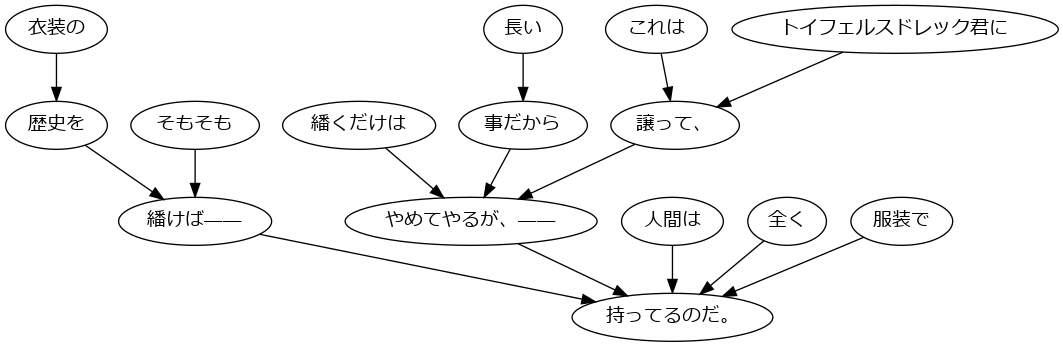 衣装の 長い これは トイフェルスドレック君に
歴史を そもそも 繙くだけは 事だから 譲って、
繙けば―― やめてやるが、―― 人間は 全く 服装で
持ってるのだ。